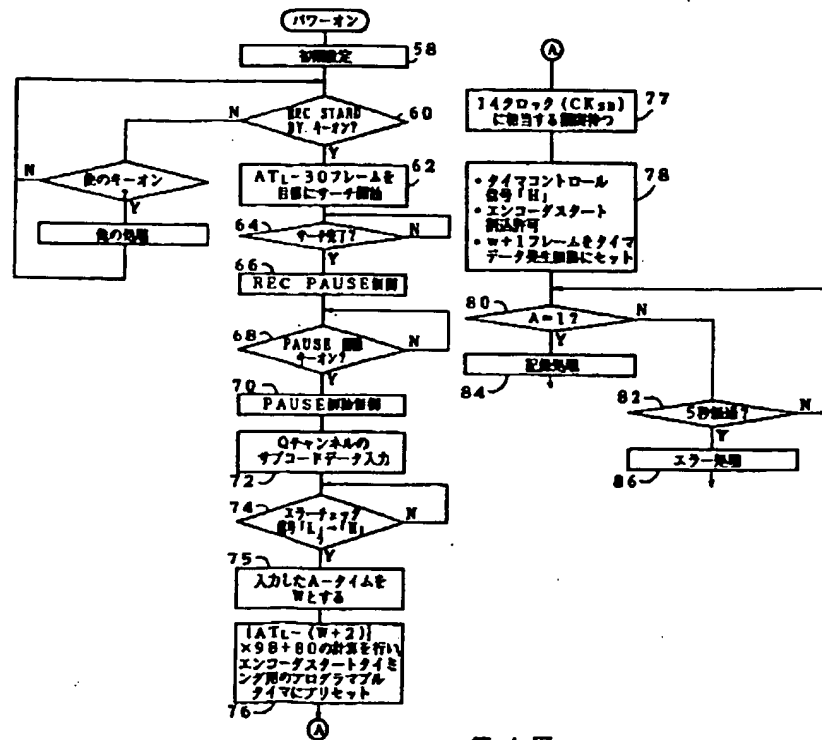 パワーオン
初期設定
58
REC STAND
BY. キーオン?
60
N
Y
他のキーオン
N
Y
他の処理
ATL-30フレームを
目標にサーチ開始
62
サーチ完了?
64
N
Y
REC PAUSE制御
66
PAUSE 解除
キーオン?
68
N
Y
PAUSE解除制御
70
Qチャンネルの
サブコードデータ入力
72
エラーチェック
信号「L」→「H」
74
N
Y
75
入力したA-タイムを
Wとする
{ATL-(W+2)}
×98+80の計算を行い
エンコーダスタートタイミ
ング用のプログラマブル
タイマにプリセット
76
A
A
14クロック(CKSB)
に相当する期間待つ
77
78
•タイマコントロール
信号「H」
•エンコーダスタート
割込許可
•w+1フレームをタイマ
データ発生回路にセット
80
A=1?
N
Y
記録処理
84
82
5秒経過?
N
Y
エラー処理
86